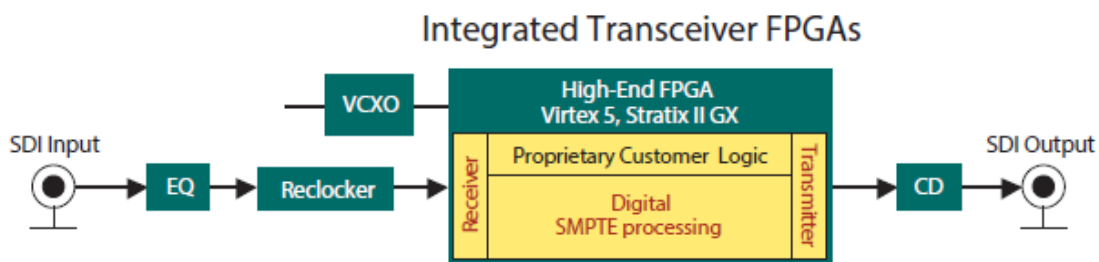 Integrated Transceiver FPGAs
High-End FPGA
Virtex 5, Stratix II GX
VCXO
SDI Input
EQ
Reclocker
Receiver
Proprietary Customer Logic
Digital
SMPTE processing
Transmitter
CD
SDI Output